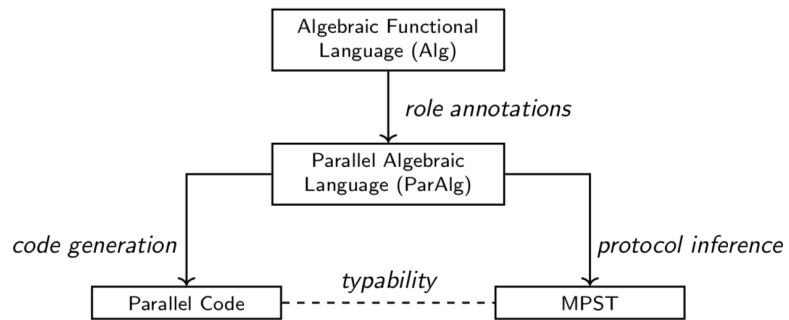 Algebraic Functional
Language (Alg)
role annotations
Parallel Algebraic
Language (ParAlg)
code generation
protocol inference
typability
Parallel Code
MPST